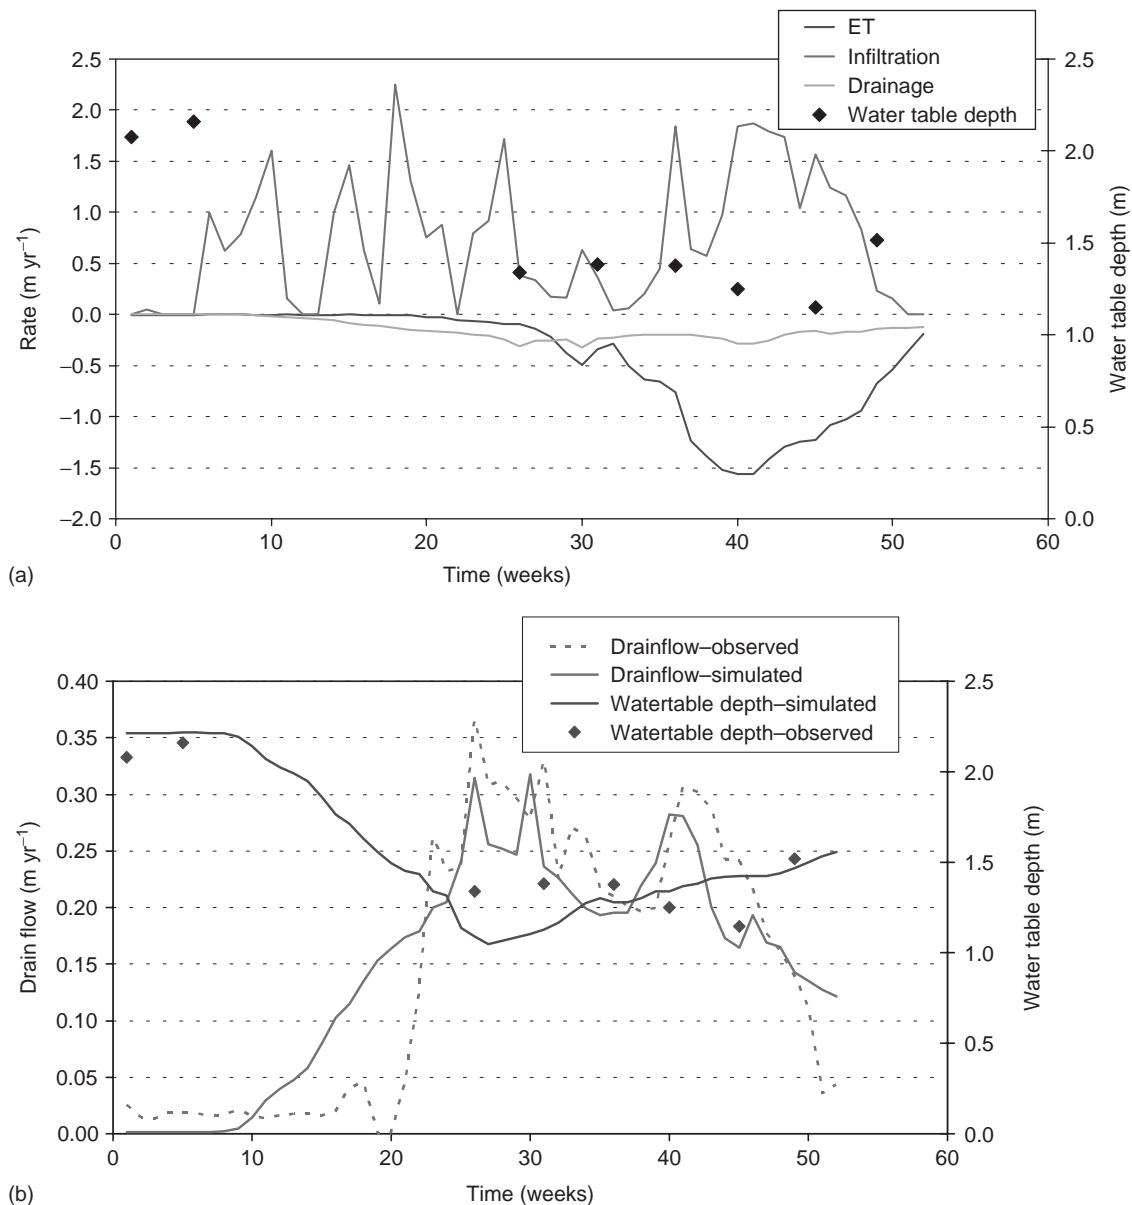 ET
Infiltration
Drainage
Water table depth
2.5
2.0
1.5
1.0
0.5
0.0
–0.5
–1.0
–1.5
–2.0
Rate (m yr–1)
2.5
2.0
1.5
1.0
0.5
0.0
Water table depth (m)
0 10 20 30 40 50 60
Time (weeks)
(a)
Drainflow–observed
Drainflow–simulated
Watertable depth–simulated
Watertable depth–observed
0.40
0.35
0.30
0.25
0.20
0.15
0.10
0.05
0.00
Drain flow (m yr–1)
2.5
2.0
1.5
1.0
0.5
0.0
Water table depth (m)
0 10 20 30 40 50 60
Time (weeks)
(b)